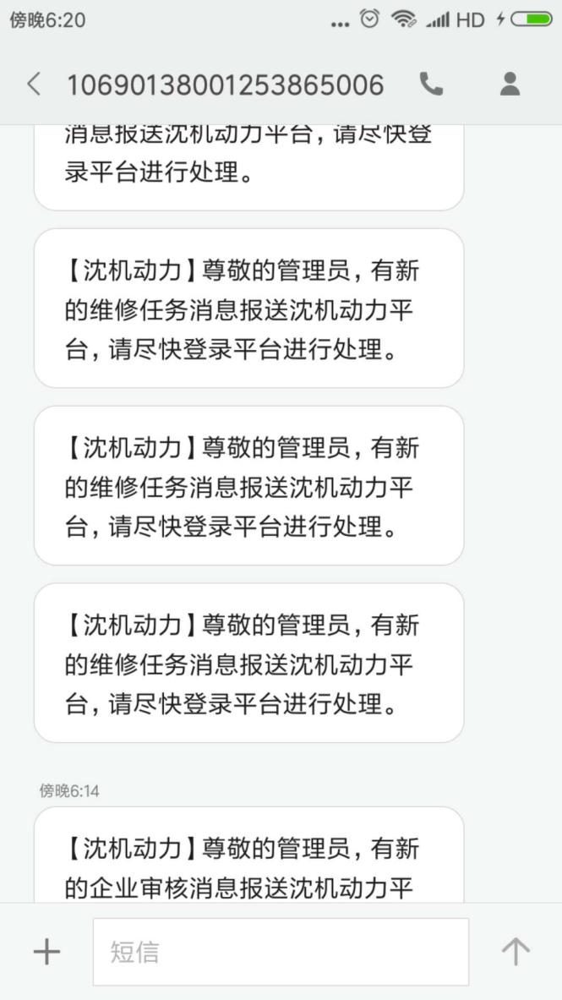 傍晚6:20
... HD
10690138001253865006
消息报送沈机动力平台，请尽快登
录平台进行处理。
【沈机动力】尊敬的管理员，有新
的维修任务消息报送沈机动力平
台，请尽快登录平台进行处理。
【沈机动力】尊敬的管理员，有新
的维修任务消息报送沈机动力平
台，请尽快登录平台进行处理。
【沈机动力】尊敬的管理员，有新
的维修任务消息报送沈机动力平
台，请尽快登录平台进行处理。
傍晚6:14
【沈机动力】尊敬的管理员，有新
的企业审核消息报送沈机动力平
短信